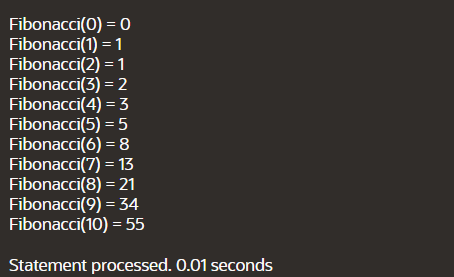 Fibonacci(0) = 0
Fibonacci(1) = 1
Fibonacci(2) = 1
Fibonacci(3) = 2
Fibonacci(4) = 3
Fibonacci(5) = 5
Fibonacci(6) = 8
Fibonacci(7) = 13
Fibonacci(8) = 21
Fibonacci(9) = 34
Fibonacci(10) = 55
Statement processed. 0.01 seconds